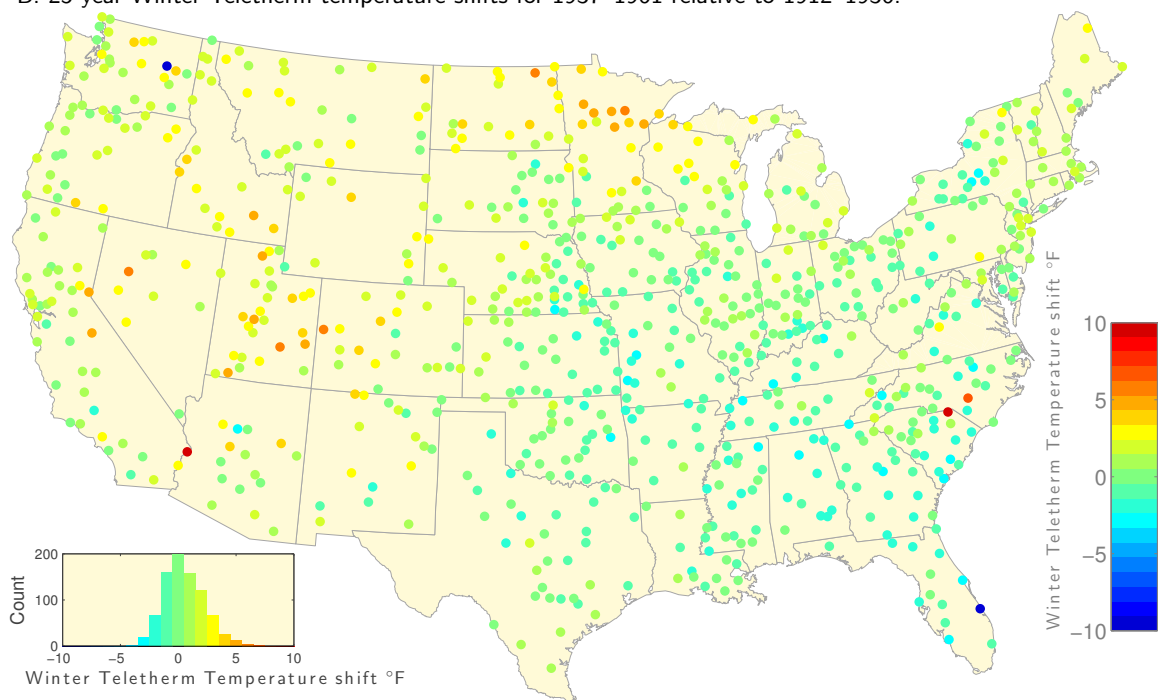 D: 25-year Winter Teletherm temperature shifts for 1937–1961 relative to 1912–1936.
200
100
0
Count
−10 −5 0 5 10
Winter Teletherm Temperature shift °F
10
5
0
−5
−10
Winter Teletherm Temperature shift °F